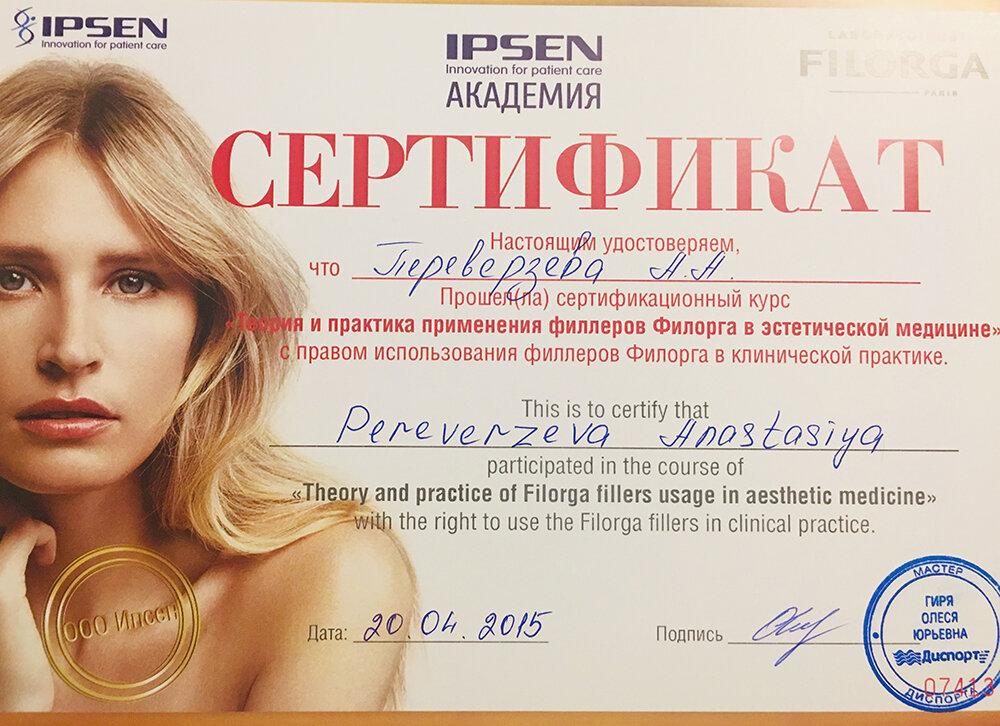 IPSEN
Innovation for patient care
IPSEN
Innovation for patient care
АКАДЕМИЯ
LABORATOIRES
FILORGA
PARIS
СЕРТИФИКАТ
Настоящим удостоверяем,
что Переверзева А.А.
Прошел(ла) сертификационный курс
«Теория и практика применения филлеров Филорга в эстетической медицине»
с правом использования филлеров Филорга в клинической практике.
This is to certify that
Pereverzeva Anastasiya
participated in the course of
«Theory and practice of Filorga fillers usage in aesthetic medicine»
with the right to use the Filorga fillers in clinical practice.
ООО Ипсен
Дата: 20.04.2015
Подпись
МАСТЕР
ГИРЯ
ОЛЕСЯ
ЮРЬЕВНА
Диспорт
ДИСПОРТА
07413